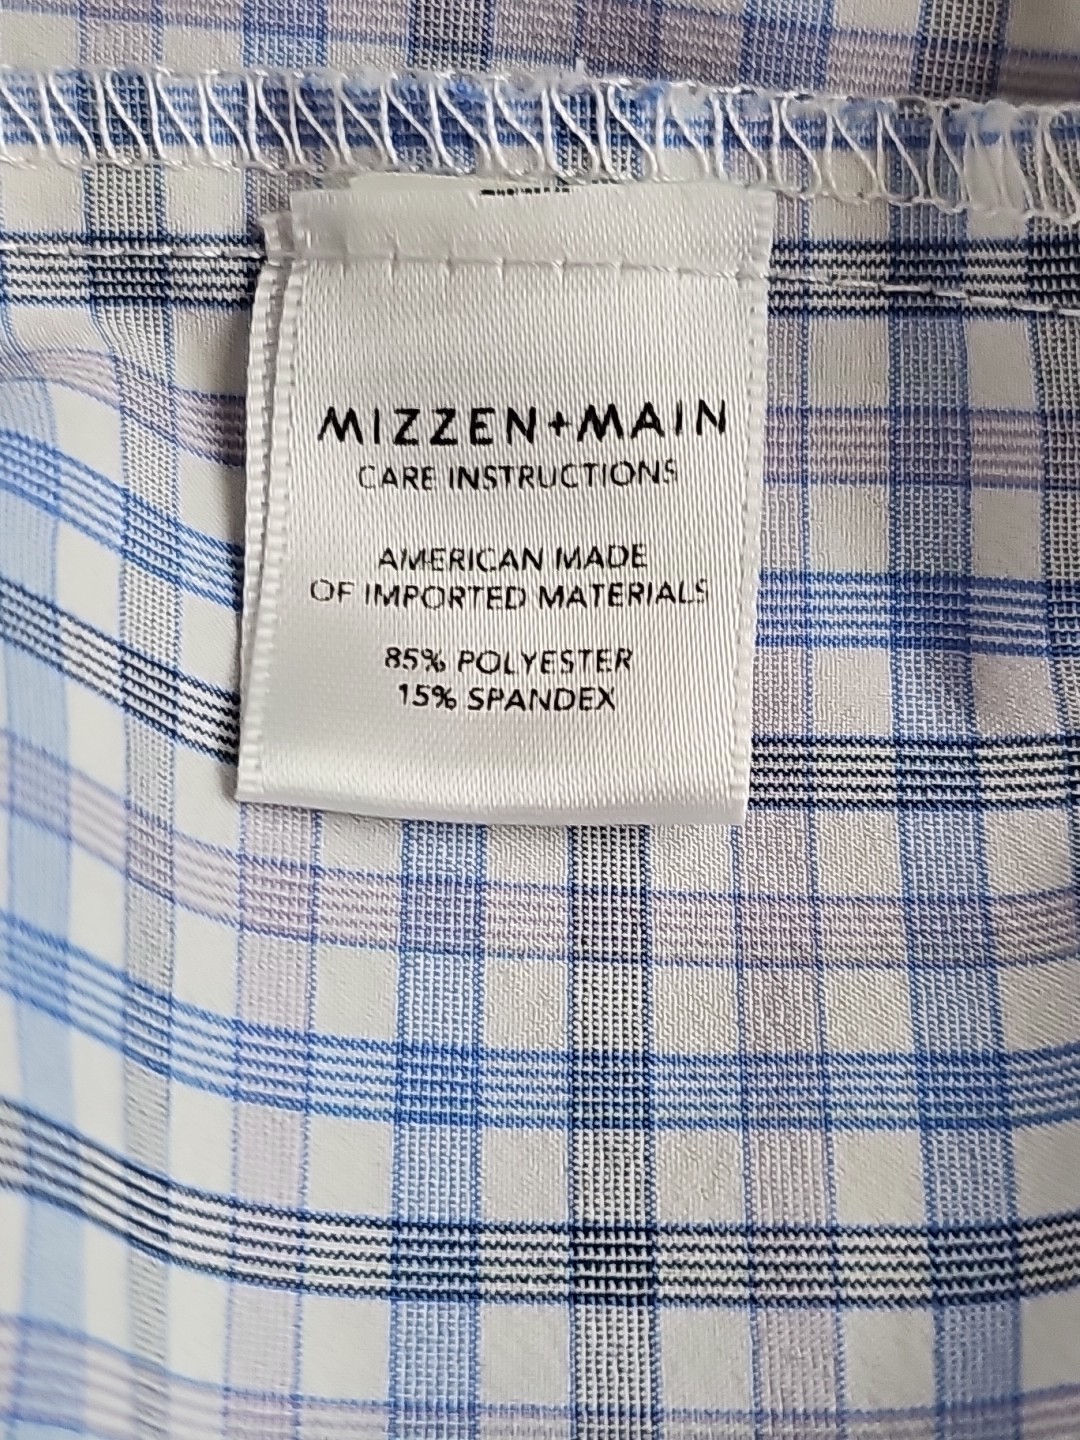 MIZZEN+MAIN
CARE INSTRUCTIONS
AMERICAN MADE
OF IMPORTED MATERIALS
85% POLYESTER
15% SPANDEX